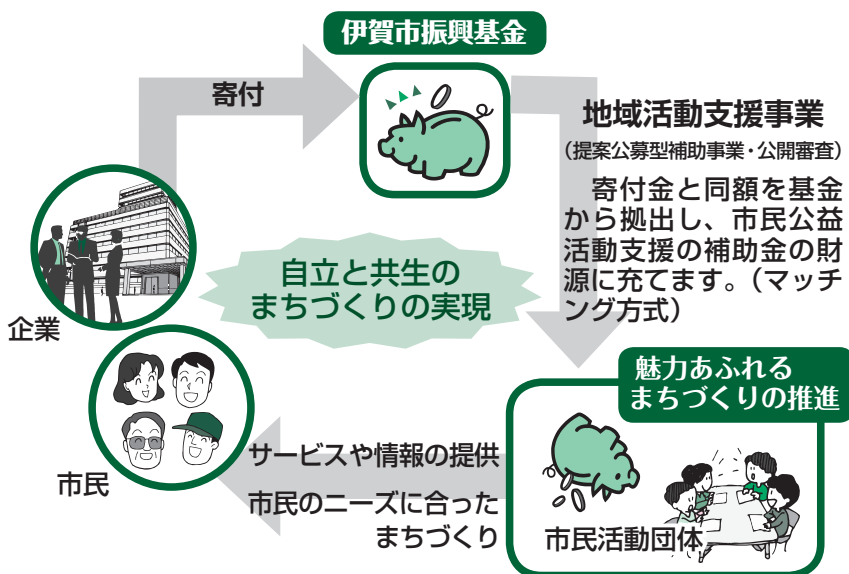 伊賀市振興基金
寄付
地域活動支援事業
（提案公募型補助事業・公開審査）
寄付金と同額を基金
から拠出し、市民公益
活動支援の補助金の財
源に充てます。（マッチ
ング方式）
自立と共生の
まちづくりの実現
企業
市民
魅力あふれる
まちづくりの推進
サービスや情報の提供
市民のニーズに合った
まちづくり
市民活動団体